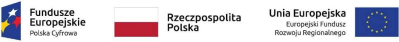 Fundusze
Europejskie
Polska Cyfrowa
Rzeczpospolita
Polska
Unia Europejska
Europejski Fundusz
Rozwoju Regionalnego